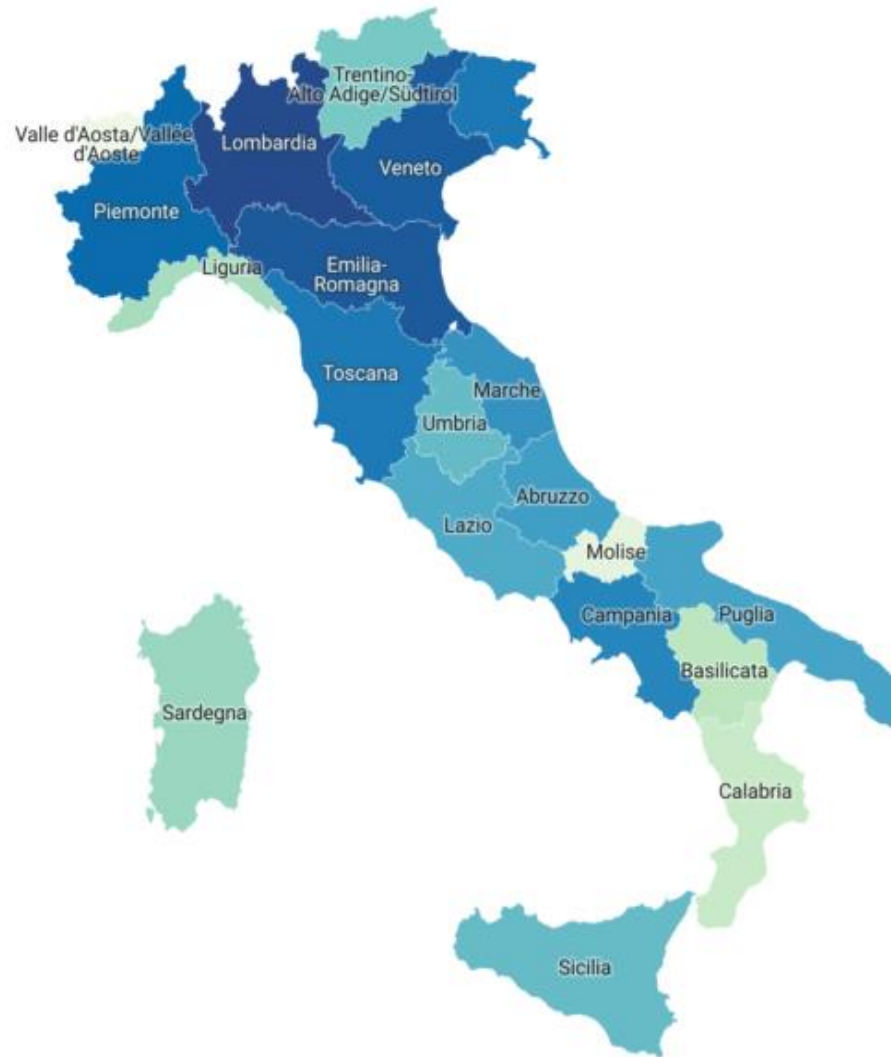 Trentino-
Alto Adige/Südtirol
Valle d'Aosta/Vallée
d'Aoste
Lombardia
Veneto
Piemonte
Liguria
Emilia-
Romagna
Toscana
Marche
Umbria
Abruzzo
Lazio
Molise
Campania
Puglia
Basilicata
Sardegna
Calabria
Sicilia